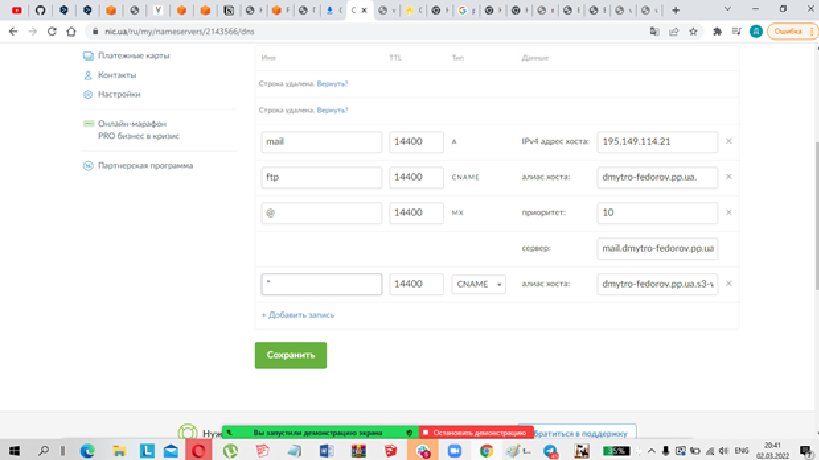 nic.ua/ru/my/nameservers/2143566/dns
Ошибка
Платежные карты
Контакты
Настройки
Онлайн-марафон
PRO бизнес в кризис
Партнерская программа
Имя TTL Тип Данные
Строка удалена. Вернуть?
Строка удалена. Вернуть?
mail 14400 A IPv4 адрес хоста: 195.149.114.21
ftp 14400 CNAME алиас хоста: dmytro-fedorov.pp.ua.
@ 14400 MX приоритет: 10
сервер: mail.dmytro-fedorov.pp.ua
* 14400 CNAME алиас хоста: dmytro-fedorov.pp.ua.s3-
+ Добавить запись
Сохранить
Вы запустили демонстрацию экрана
Остановить демонстрацию
братиться в поддержку
35%
ENG
20:41
02.03.2022